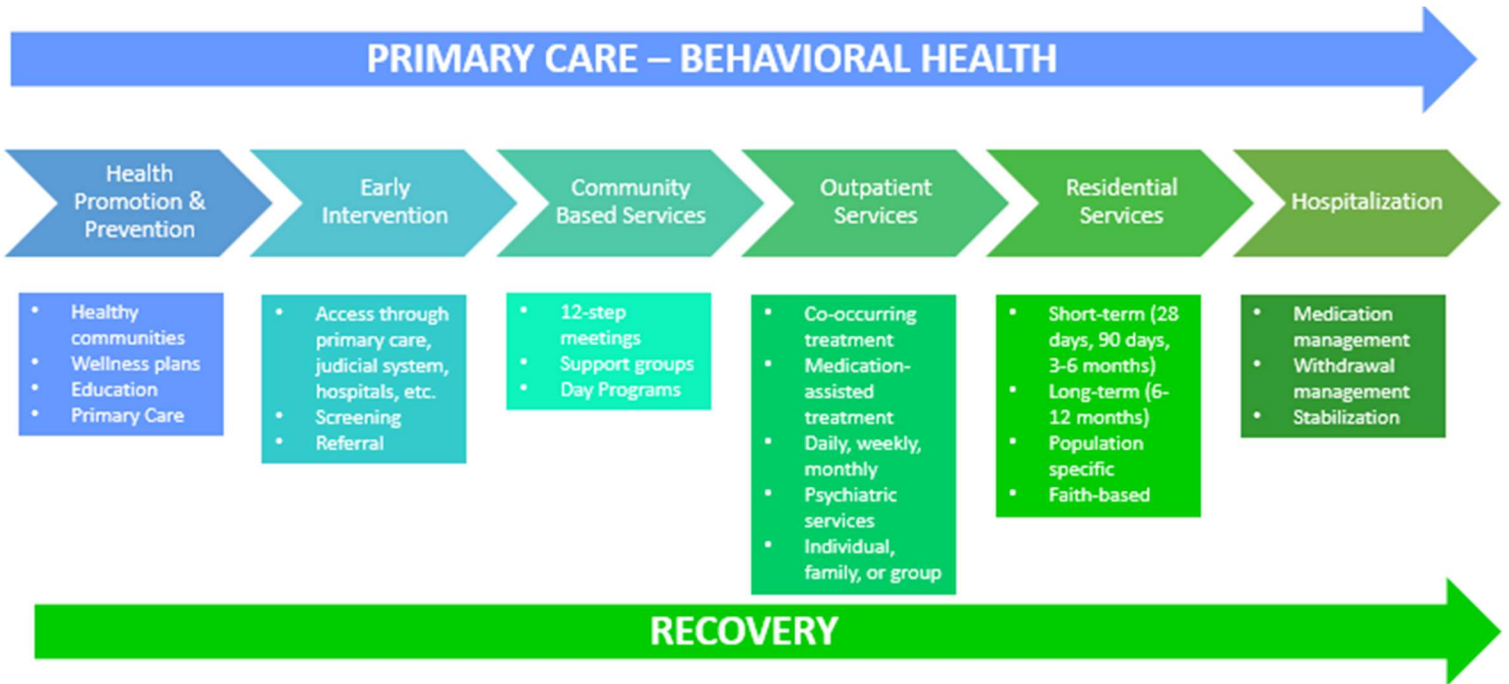 PRIMARY CARE – BEHAVIORAL HEALTH
Health
Promotion &
Prevention
Early
Intervention
Community
Based Services
Outpatient
Services
Residential
Services
Hospitalization
• Healthy
communities
• Wellness plans
• Education
• Primary Care
• Access through
primary care,
judicial system,
hospitals, etc.
• Screening
• Referral
• 12-step
meetings
• Support groups
• Day Programs
• Co-occurring
treatment
• Medication-
assisted
treatment
• Daily, weekly,
monthly
• Psychiatric
services
• Individual,
family, or group
• Short-term (28
days, 90 days,
3-6 months)
• Long-term (6-
12 months)
• Population
specific
• Faith-based
• Medication
management
• Withdrawal
management
• Stabilization
RECOVERY